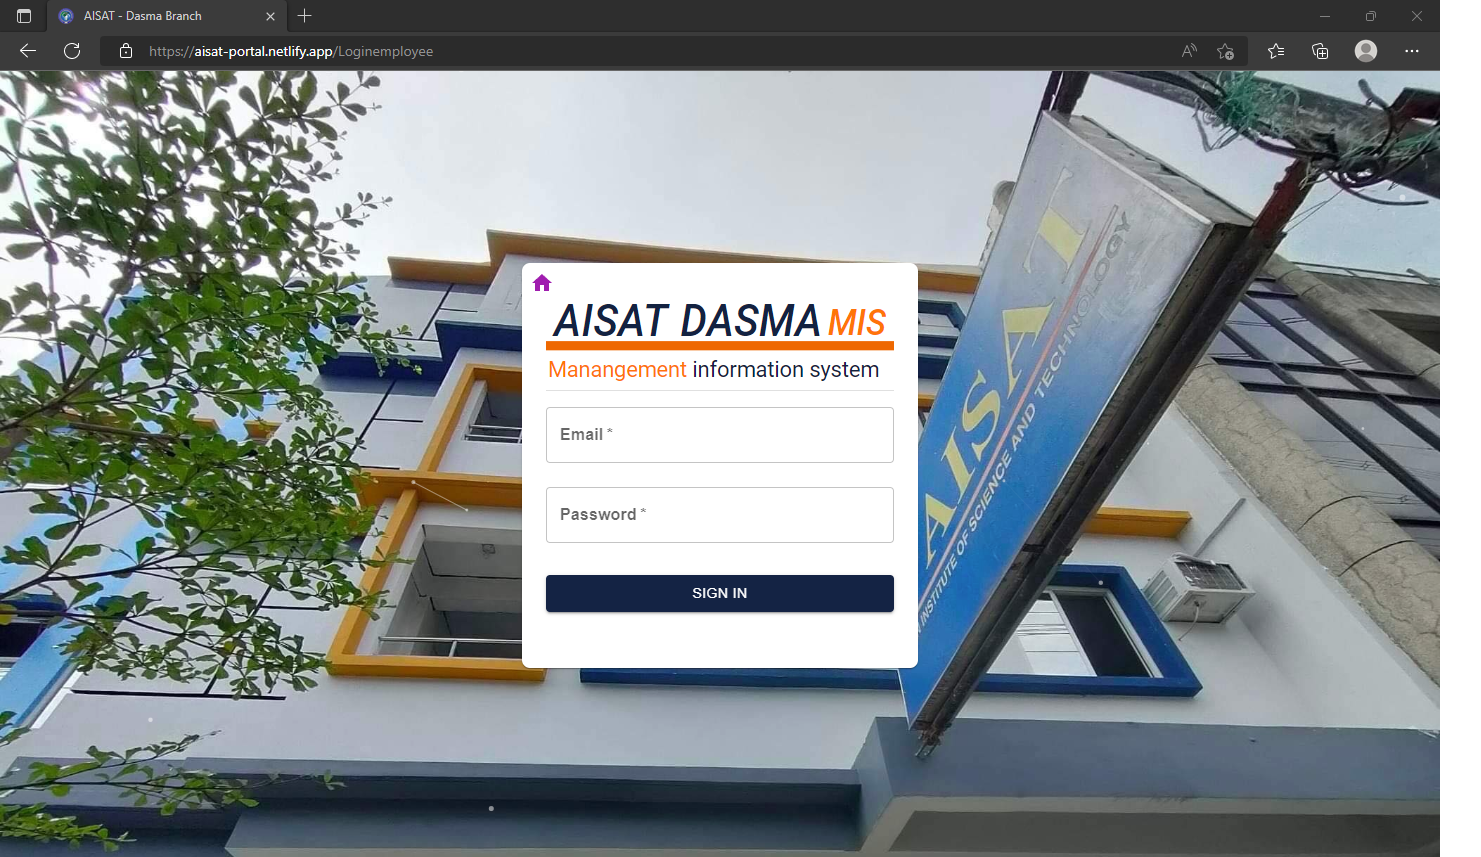 AISAT - Dasma Branch
https://aisat-portal.netlify.app/Loginemployee
AISAT DASMA MIS
Manangement information system
Email *
Password *
SIGN IN
AISAT
INSTITUTE OF SCIENCE AND TECHNOLOGY